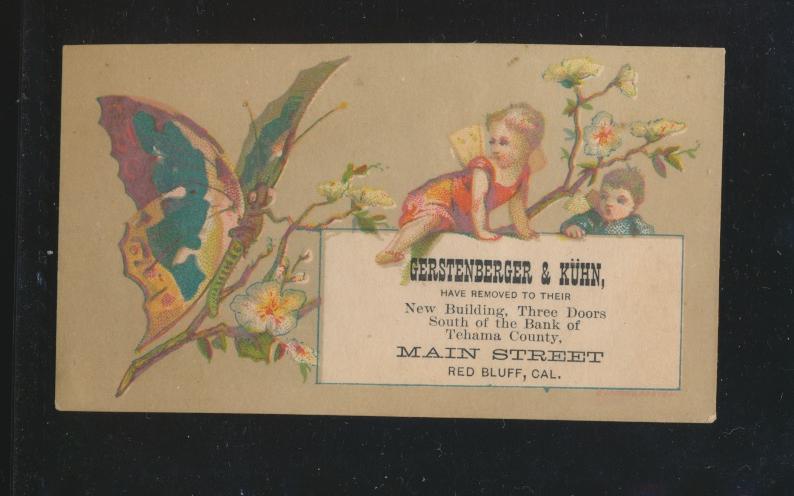 GERSTENBERGER & KÜHN,
HAVE REMOVED TO THEIR
New Building, Three Doors
South of the Bank of
Tehama County,
MAIN STREET
RED BLUFF, CAL.